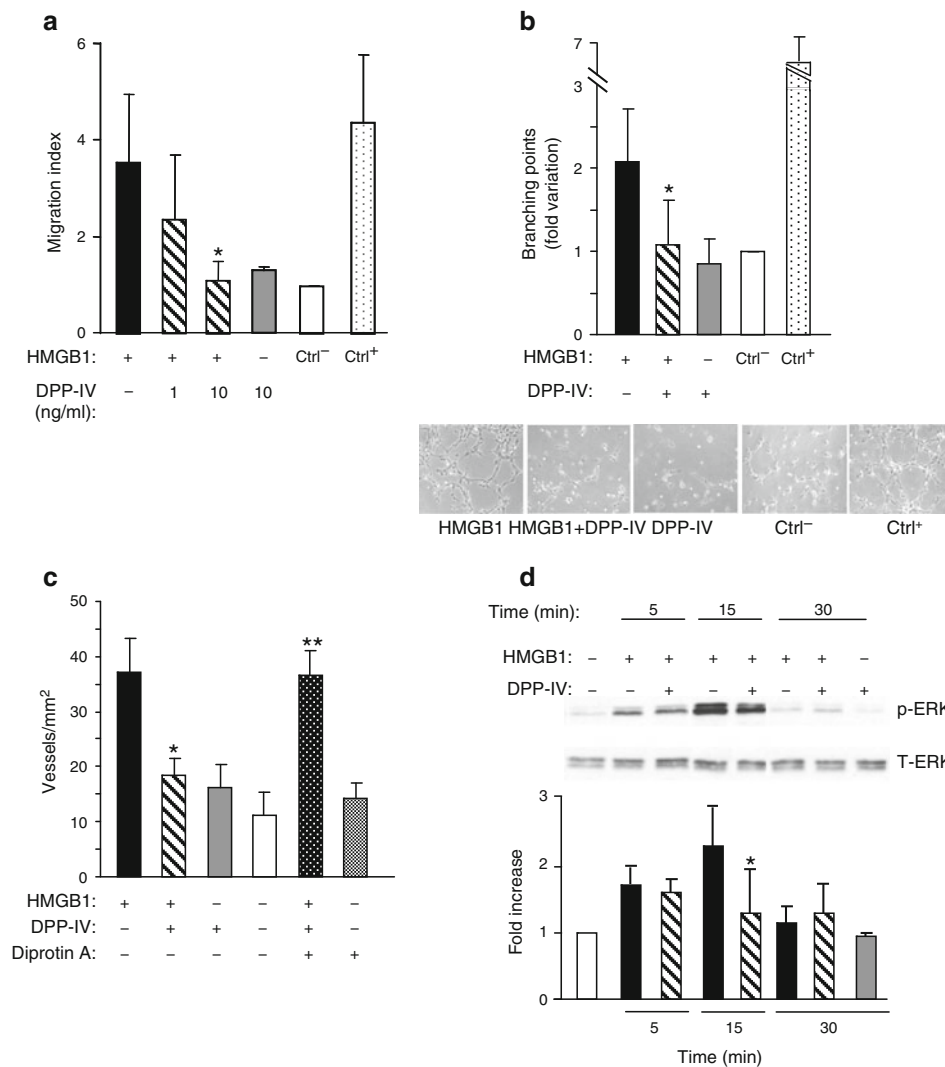 a
6
4
2
0
Migration index
*
HMGB1: + + + – Ctrl– Ctrl+
DPP-IV – 1 10 10
(ng/ml):
b
7
3
2
1
0
Branching points
(fold variation)
*
HMGB1: + + – Ctrl– Ctrl+
DPP-IV: – + +
HMGB1 HMGB1+DPP-IV DPP-IV Ctrl– Ctrl+
c
50
40
30
20
10
0
Vessels/mm²
*
**
HMGB1: + + – – + –
DPP-IV: – + + – + –
Diprotin A: – – – – + +
d
Time (min): 5 15 30
HMGB1: – + + + + + + –
DPP-IV: – – + – + – + +
p-ERK
T-ERK
3
2
1
0
Fold increase
*
5 15 30
Time (min)